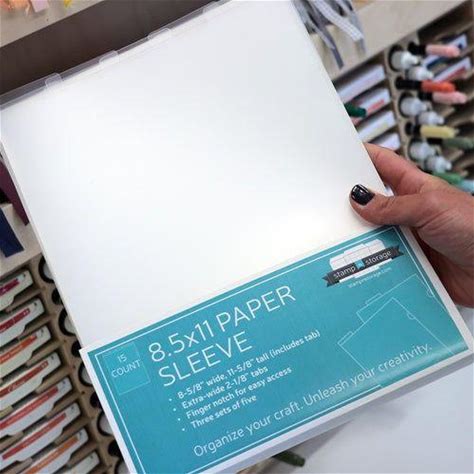 stamp n storage
stampnstorage.com
15
COUNT
8.5x11 PAPER
SLEEVE
• 8-5/8" wide, 11-5/8" tall (includes tab)
• Extra-wide 2-1/8" tabs
• Finger notch for easy access
• Three sets of five
Organize your craft. Unleash your creativity.